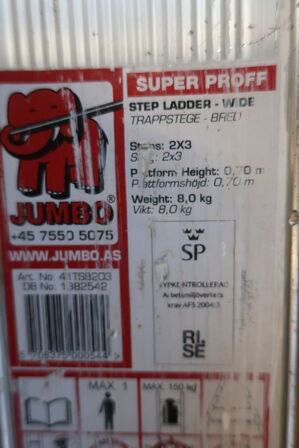 SUPER PROFF
STEP LADDER - WIDE
TRAPPSTEGE - BRED
Steps: 2X3
Steg: 2x3
Platform Height: 0,70 m
Plattformshöjd: 0,70 m
Weight: 8,0 kg
Vikt: 8,0 kg
JUMBO®
+45 7550 5075
WWW.JUMBO.AS
Art. No: 41TS8203
DB No: 1382542
SP
TYPKONTROLLERAD
Arbetsmiljöverkets
krav AFS 2004:3
RI.
SE
MAX. 1
MAX. 150 kg